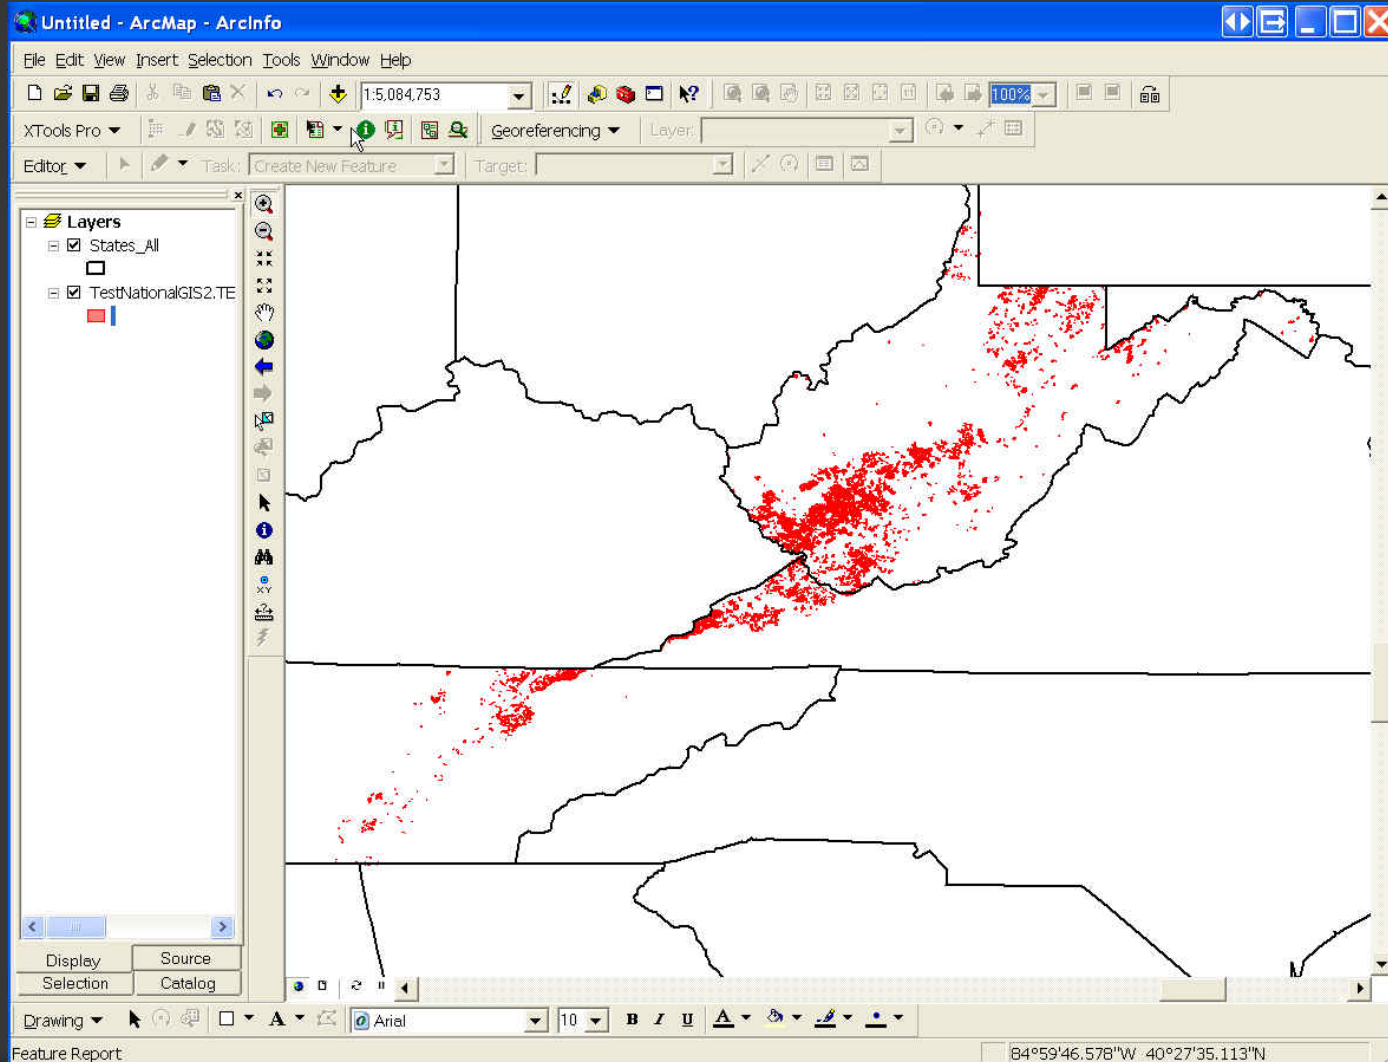 Untitled - ArcMap - ArcInfo
File Edit View Insert Selection Tools Window Help
1:5,084,753
100%
XTools Pro
Georeferencing
Layer:
Editor
Task:
Create New Feature
Target:
Layers
States_All
TestNationalGIS2.TE
XY
Display
Source
Selection
Catalog
Drawing
A
Arial
10
B I U A
Feature Report
84°59'46.578"W 40°27'35.113"N